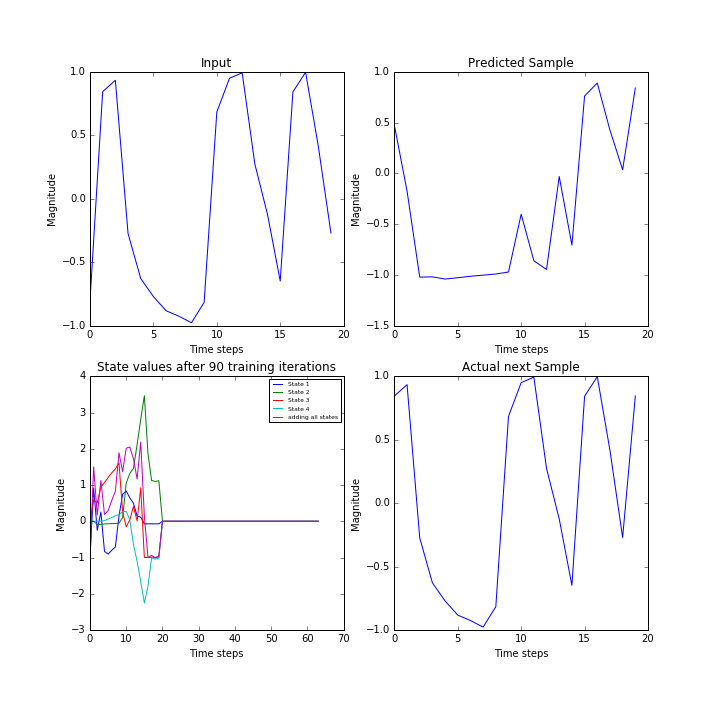 Input
1.0
0.5
0.0
−0.5
−1.0
0
5
10
15
20
Magnitude
Time steps
Predicted Sample
1.0
0.5
0.0
−0.5
−1.0
−1.5
0
5
10
15
20
Magnitude
Time steps
State values after 90 training iterations
4
3
2
1
0
−1
−2
−3
0
10
20
30
40
50
60
70
Magnitude
Time steps
State 1
State 2
State 3
State 4
adding all states
Actual next Sample
1.0
0.5
0.0
−0.5
−1.0
0
5
10
15
20
Magnitude
Time steps